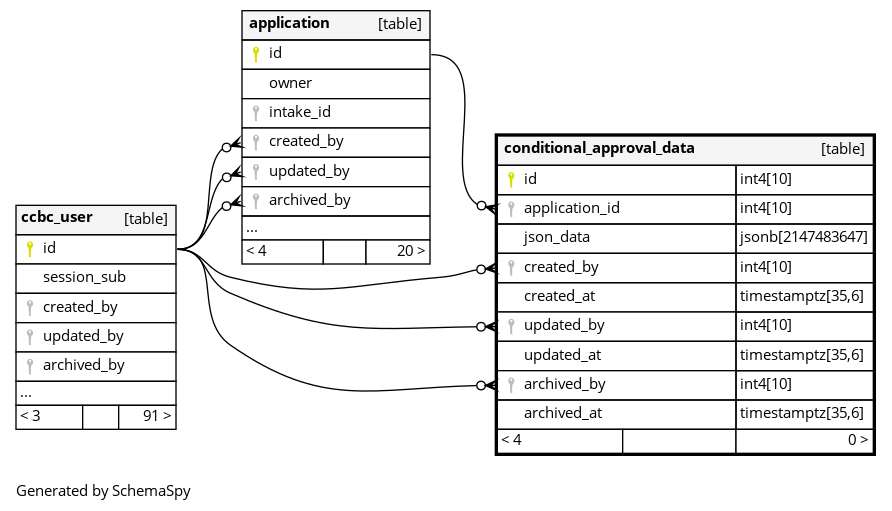 application [table]
id
owner
intake_id
created_by
updated_by
archived_by
...
< 4 20 >
conditional_approval_data [table]
id int4[10]
application_id int4[10]
json_data jsonb[2147483647]
created_by int4[10]
created_at timestamptz[35,6]
updated_by int4[10]
updated_at timestamptz[35,6]
archived_by int4[10]
archived_at timestamptz[35,6]
< 4 0 >
ccbc_user [table]
id
session_sub
created_by
updated_by
archived_by
...
< 3 91 >
Generated by SchemaSpy